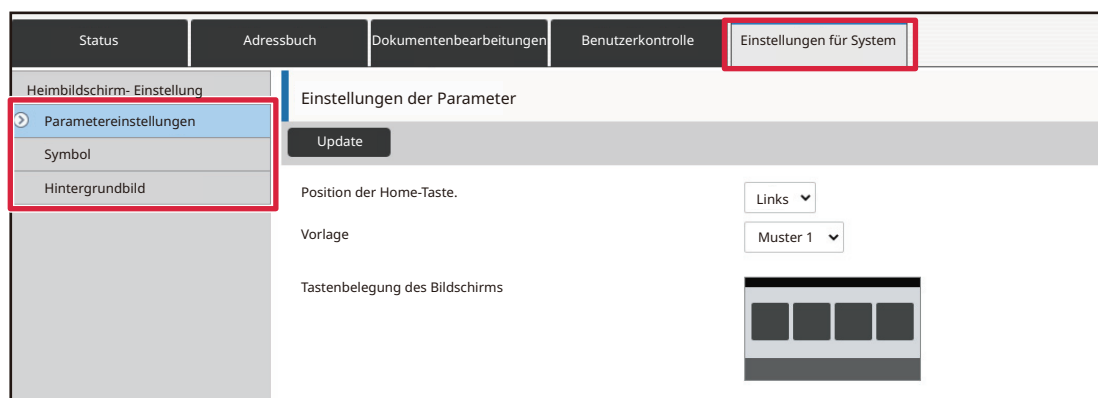 Status
Adressbuch
Dokumentenbearbeitungen
Benutzerkontrolle
Einstellungen für System
Heimbildschirm- Einstellung
Parametereinstellungen
Symbol
Hintergrundbild
Einstellungen der Parameter
Update
Position der Home-Taste.
Links
Vorlage
Muster 1
Tastenbelegung des Bildschirms